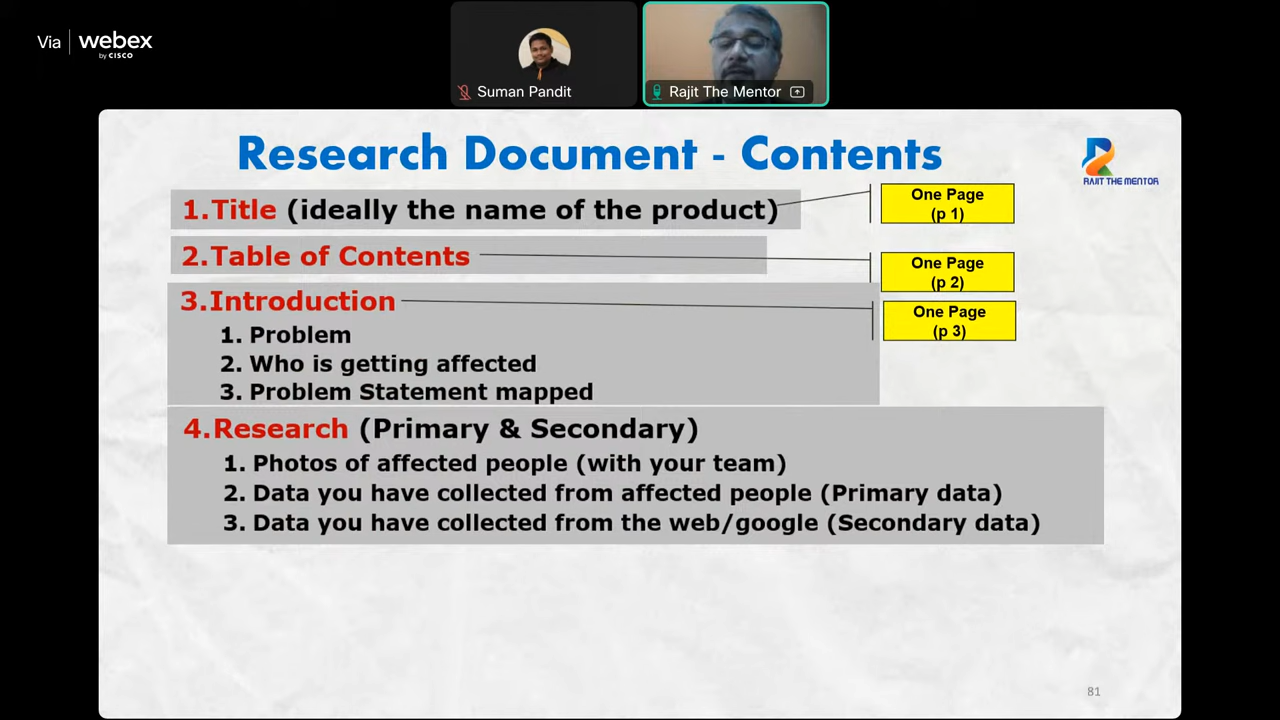 Via webex
by CISCO
Suman Pandit
Rajit The Mentor
Research Document - Contents
RAJIT THE MENTOR
1.Title (ideally the name of the product)
One Page
(p 1)
2.Table of Contents
One Page
(p 2)
3.Introduction
One Page
(p 3)
1. Problem
2. Who is getting affected
3. Problem Statement mapped
4.Research (Primary & Secondary)
1. Photos of affected people (with your team)
2. Data you have collected from affected people (Primary data)
3. Data you have collected from the web/google (Secondary data)
81